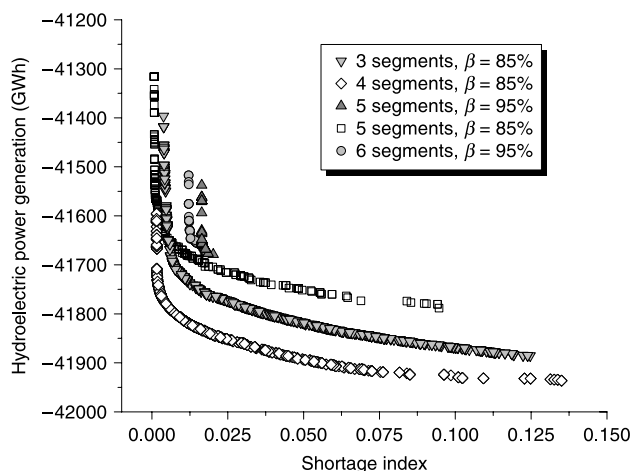 −41200
−41300
−41400
−41500
−41600
−41700
−41800
−41900
−42000
Hydroelectric power generation (GWh)
3 segments, β = 85%
4 segments, β = 85%
5 segments, β = 95%
5 segments, β = 85%
6 segments, β = 95%
0.000 0.025 0.050 0.075 0.100 0.125 0.150
Shortage index